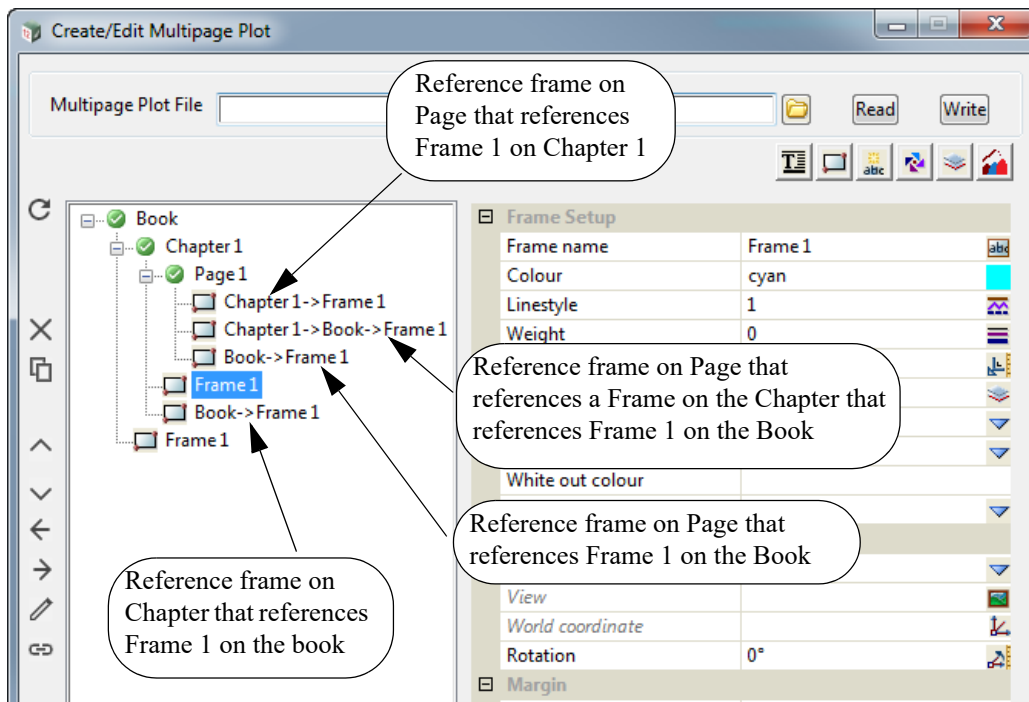 Create/Edit Multipage Plot
Multipage Plot File
Read
Write
Reference frame on
Page that references
Frame 1 on Chapter 1
abc
Book
Chapter 1
Page 1
Chapter 1->Frame 1
Chapter 1->Book->Frame 1
Book->Frame 1
Frame 1
Book->Frame 1
Frame 1
Frame Setup
Frame name Frame 1
Colour cyan
Linestyle 1
Weight 0
Reference frame on Page that
references a Frame on the Chapter that
references Frame 1 on the Book
White out colour
Reference frame on Page that
references Frame 1 on the Book
Reference frame on
Chapter that references
Frame 1 on the book
View
World coordinate
Rotation 0°
Margin